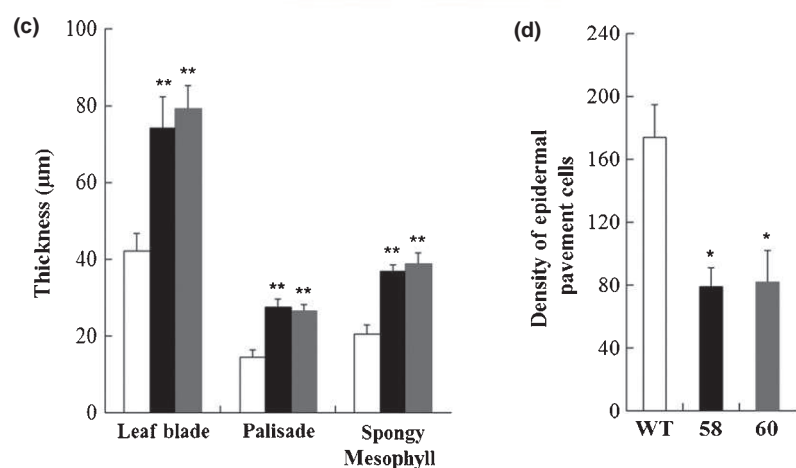 (c)
100
80
60
40
20
0
Thickness (µm)
** **
** **
** **
Leaf blade
Palisade
Spongy
Mesophyll
(d)
240
200
160
120
80
40
0
Density of epidermal
pavement cells
*
*
WT
58
60